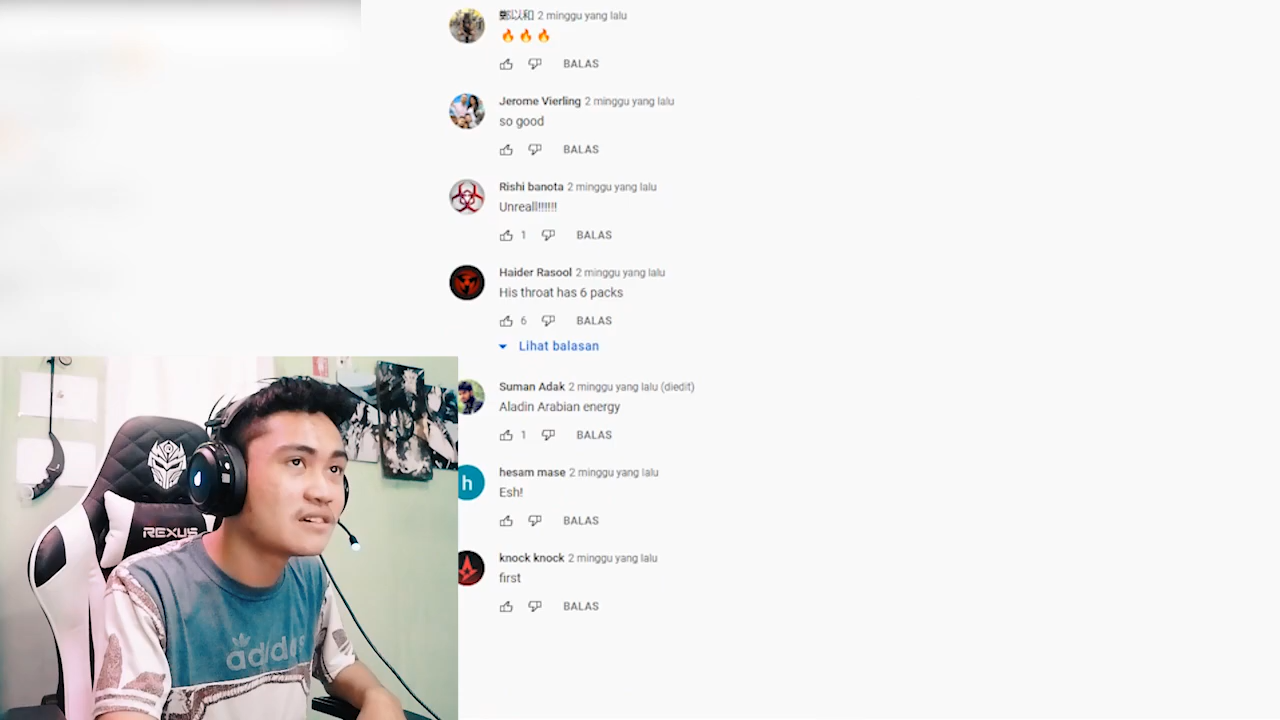 鄭以和 2 minggu yang lalu
🔥🔥🔥
BALAS
Jerome Vierling 2 minggu yang lalu
so good
BALAS
Rishi banota 2 minggu yang lalu
Unreall!!!!!!
1 BALAS
Haider Rasool 2 minggu yang lalu
His throat has 6 packs
6 BALAS
Lihat balasan
Suman Adak 2 minggu yang lalu (diedit)
Aladin Arabian energy
1 BALAS
h
hesam mase 2 minggu yang lalu
Esh!
BALAS
knock knock 2 minggu yang lalu
first
BALAS
REXUS
adidas